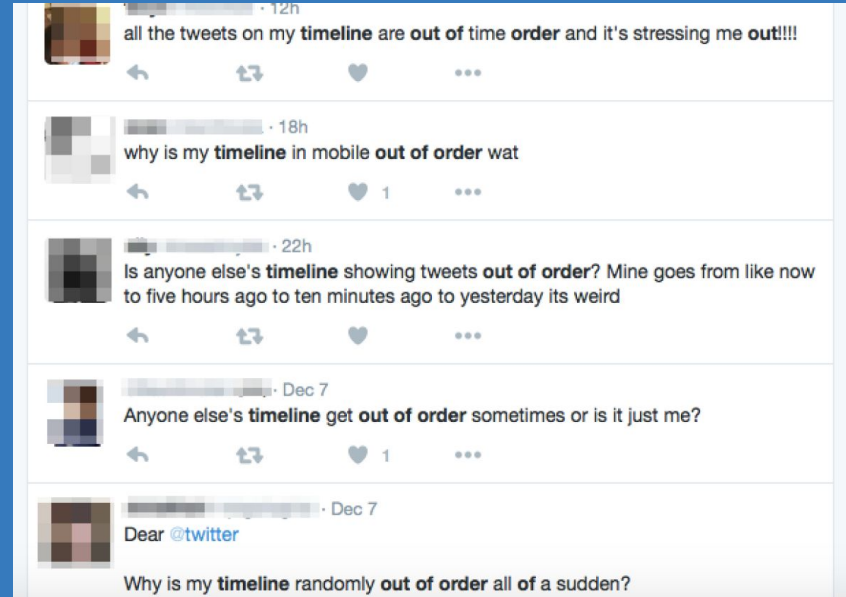 · 12h
all the tweets on my timeline are out of time order and it's stressing me out!!!!
· 18h
why is my timeline in mobile out of order wat
1
· 22h
Is anyone else's timeline showing tweets out of order? Mine goes from like now
to five hours ago to ten minutes ago to yesterday its weird
· Dec 7
Anyone else's timeline get out of order sometimes or is it just me?
1
· Dec 7
Dear @twitter
Why is my timeline randomly out of order all of a sudden?